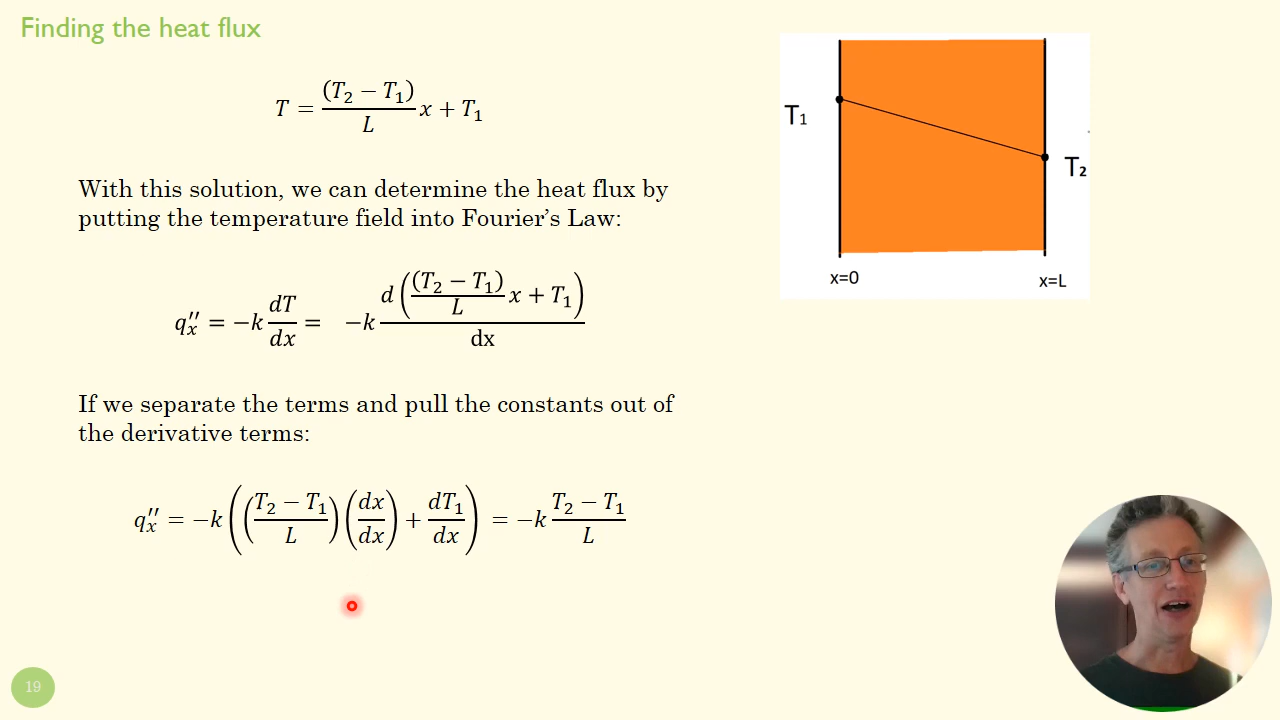 Finding the heat flux
T = (T₂ − T₁)/L x + T₁
With this solution, we can determine the heat flux by
putting the temperature field into Fourier's Law:
q″ₓ = −k dT/dx = −k d((T₂ − T₁)/L x + T₁)/dx
If we separate the terms and pull the constants out of
the derivative terms:
q″ₓ = −k(((T₂ − T₁)/L)(dx/dx) + dT₁/dx) = −k (T₂ − T₁)/L
T₁
T₂
x=0
x=L
19